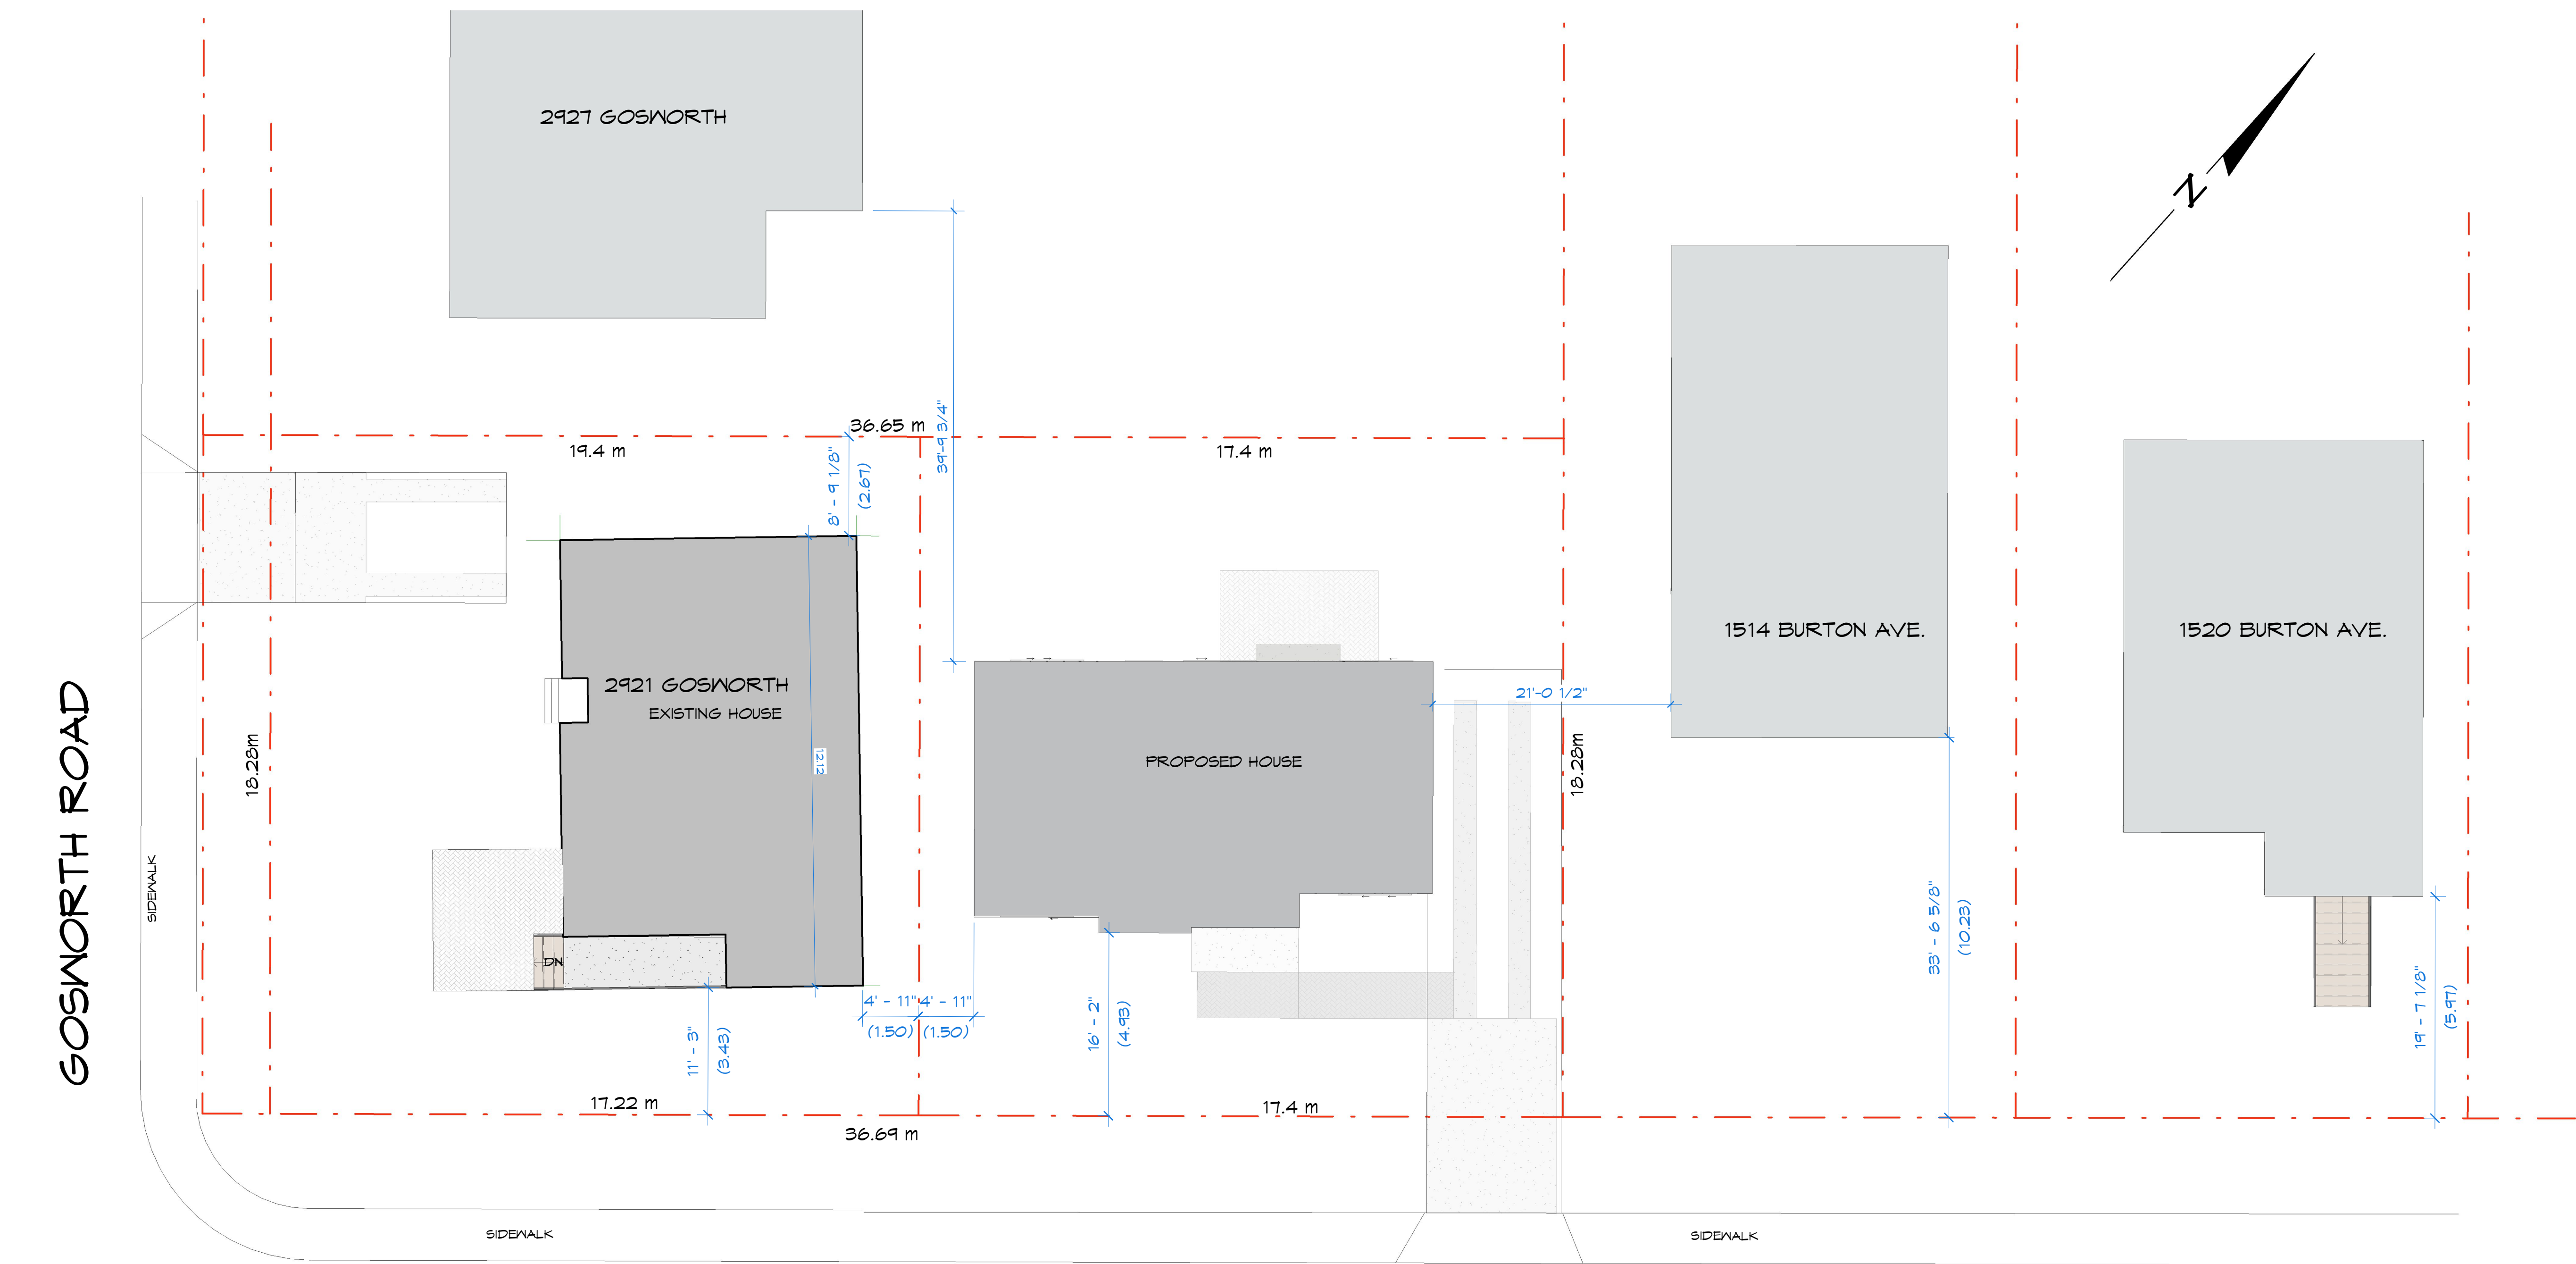 2927 GOSWORTH
N
36.65 m
19.4 m
17.4 m
39'-9 3/4"
8' - 9 1/8"
(2.67)
2921 GOSWORTH
EXISTING HOUSE
12.12
DN
PROPOSED HOUSE
21'-0 1/2"
1514 BURTON AVE.
1520 BURTON AVE.
GOSWORTH ROAD
SIDEWALK
18.28m
18.28m
4' - 11"
4' - 11"
(1.50)
(1.50)
11' - 3"
(3.43)
16' - 2"
(4.93)
33' - 6 5/8"
(10.23)
19' - 7 1/8"
(5.97)
17.22 m
17.4 m
36.69 m
SIDEWALK
SIDEWALK